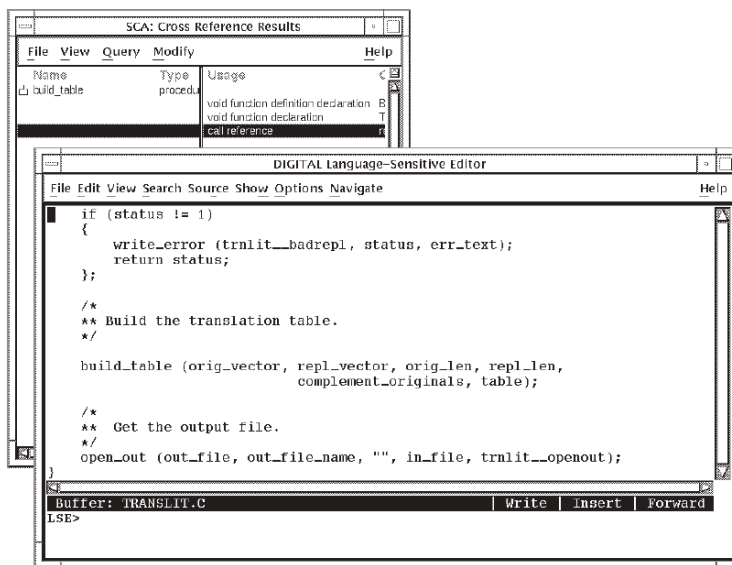 SCA: Cross Reference Results
File View Query Modify Help
Name Type Usage
build_table procedu
void function definition declaration B
void function declaration T
call reference
DIGITAL Language-Sensitive Editor
File Edit View Search Source Show Options Navigate Help
if (status != 1)
{
write_error (trnlit__badrepl, status, err_text);
return status;
};
/*
** Build the translation table.
*/
build_table (orig_vector, repl_vector, orig_len, repl_len,
complement_originals, table);
/*
** Get the output file.
*/
open_out (out_file, out_file_name, "", in_file, trnlit__openout);
}
Buffer: TRANSLIT.C | Write | Insert | Forward
LSE>